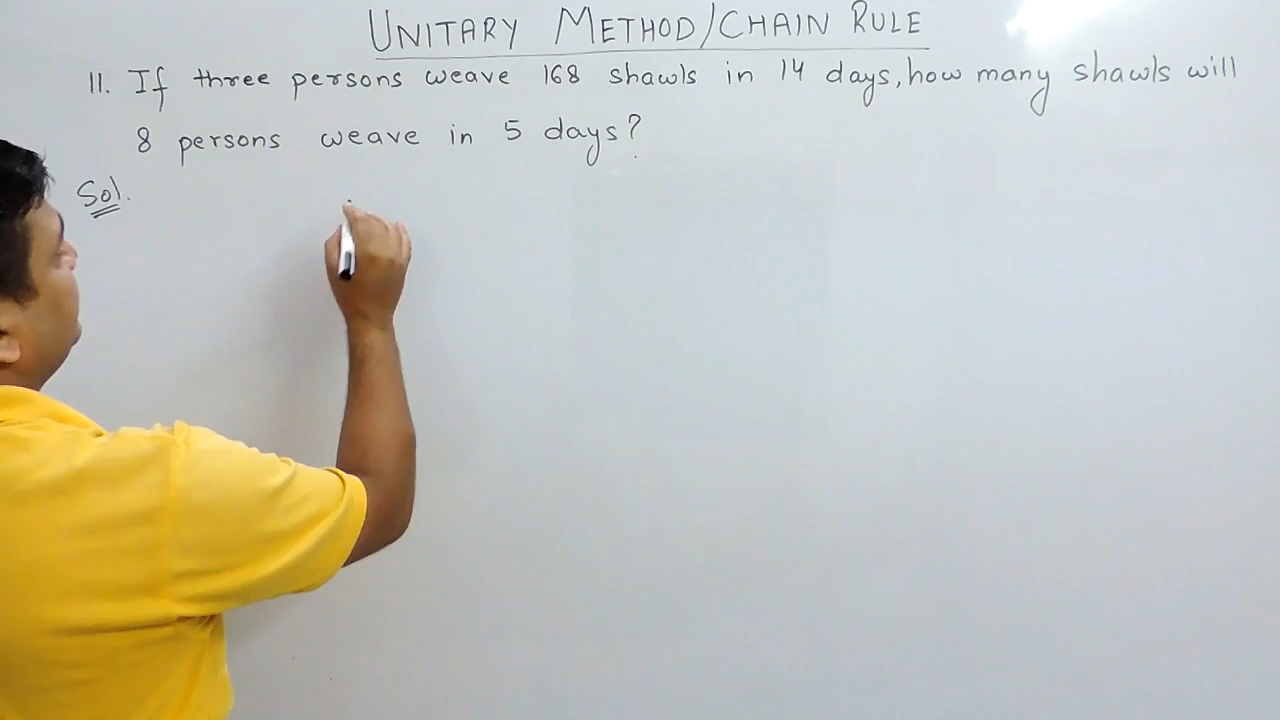 UNITARY METHOD/CHAIN RULE
11. If three persons weave 168 shawls in 14 days, how many shawls will
8 persons weave in 5 days?
Sol.